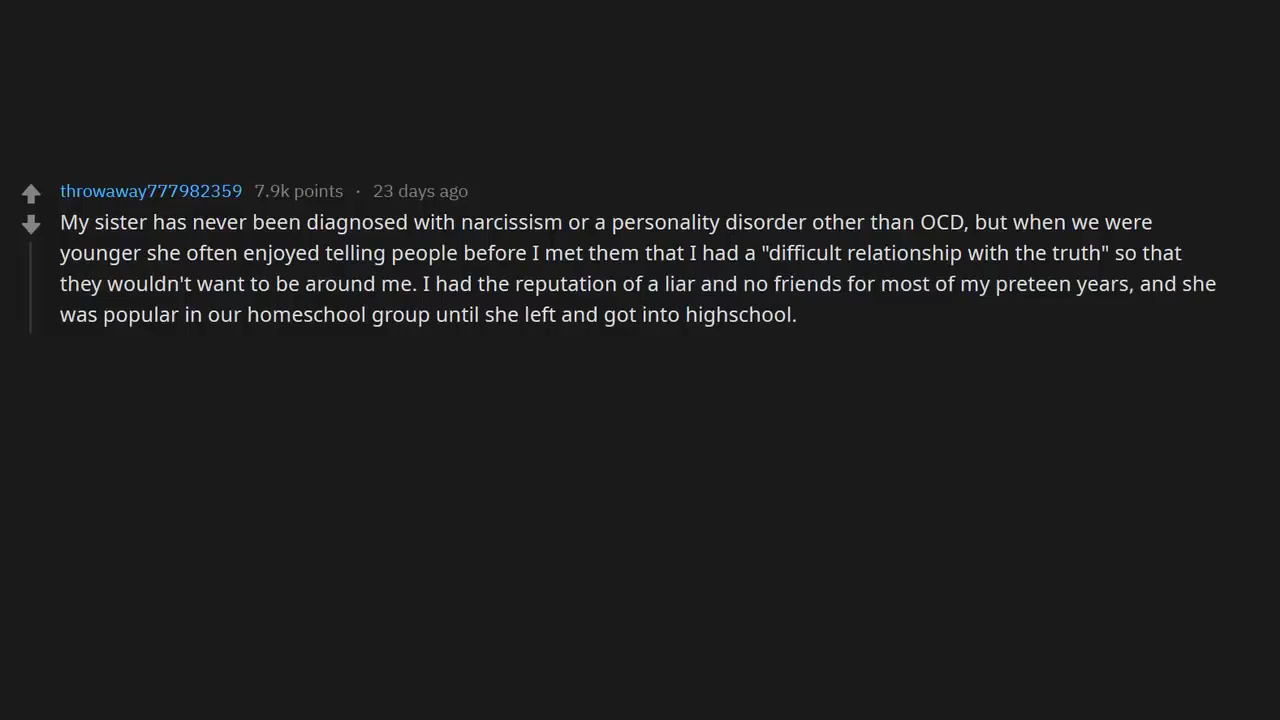 throwaway777982359 7.9k points · 23 days ago
My sister has never been diagnosed with narcissism or a personality disorder other than OCD, but when we were
younger she often enjoyed telling people before I met them that I had a "difficult relationship with the truth" so that
they wouldn't want to be around me. I had the reputation of a liar and no friends for most of my preteen years, and she
was popular in our homeschool group until she left and got into highschool.